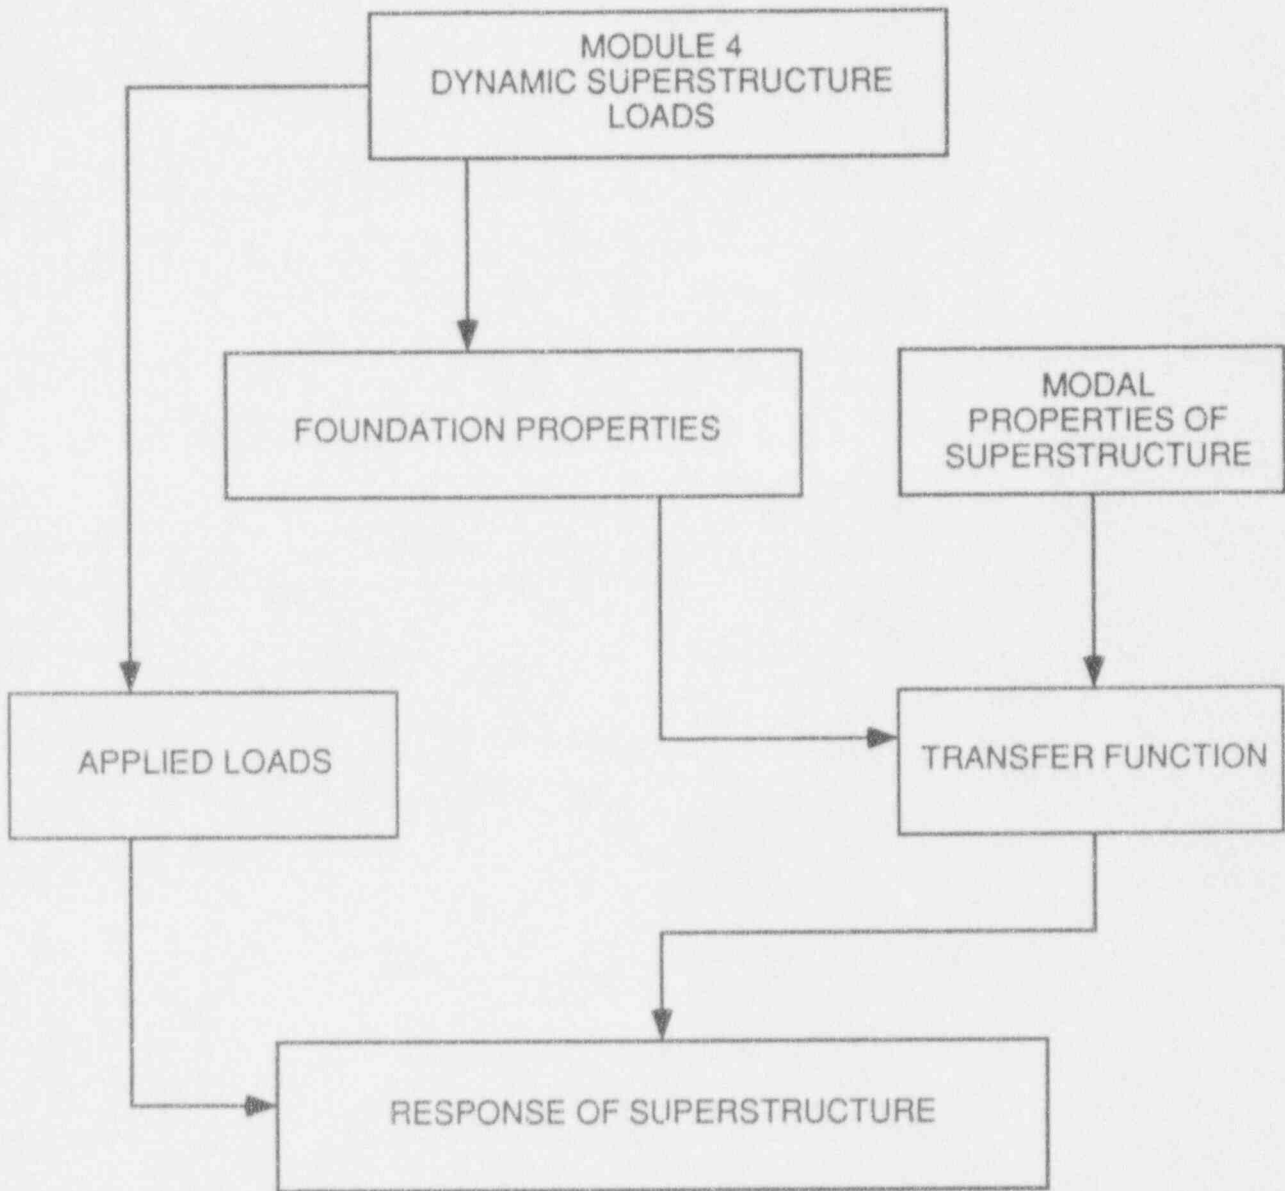 MODULE 4
DYNAMIC SUPERSTRUCTURE
LOADS
FOUNDATION PROPERTIES
MODAL
PROPERTIES OF
SUPERSTRUCTURE
APPLIED LOADS
TRANSFER FUNCTION
RESPONSE OF SUPERSTRUCTURE